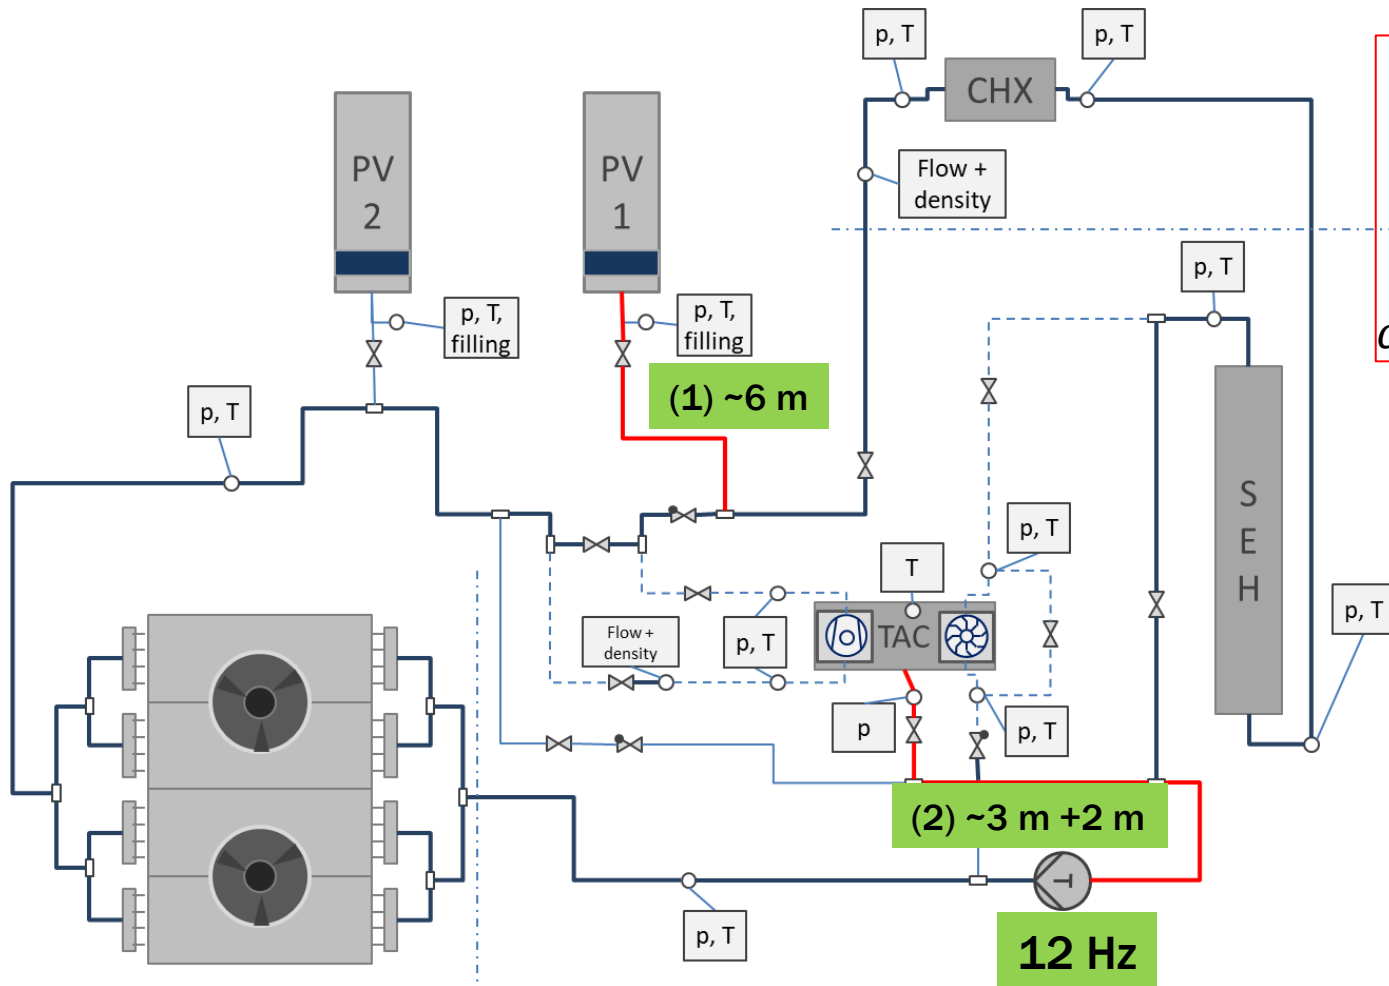 p, T
p, T
CHX
PV
2
PV
1
Flow +
density
p, T
p, T,
filling
p, T,
filling
(1) ~6 m
p, T
S
E
H
p, T
T
TAC
Flow +
density
p, T
p, T
p
p, T
(2) ~3 m +2 m
p, T
12 Hz